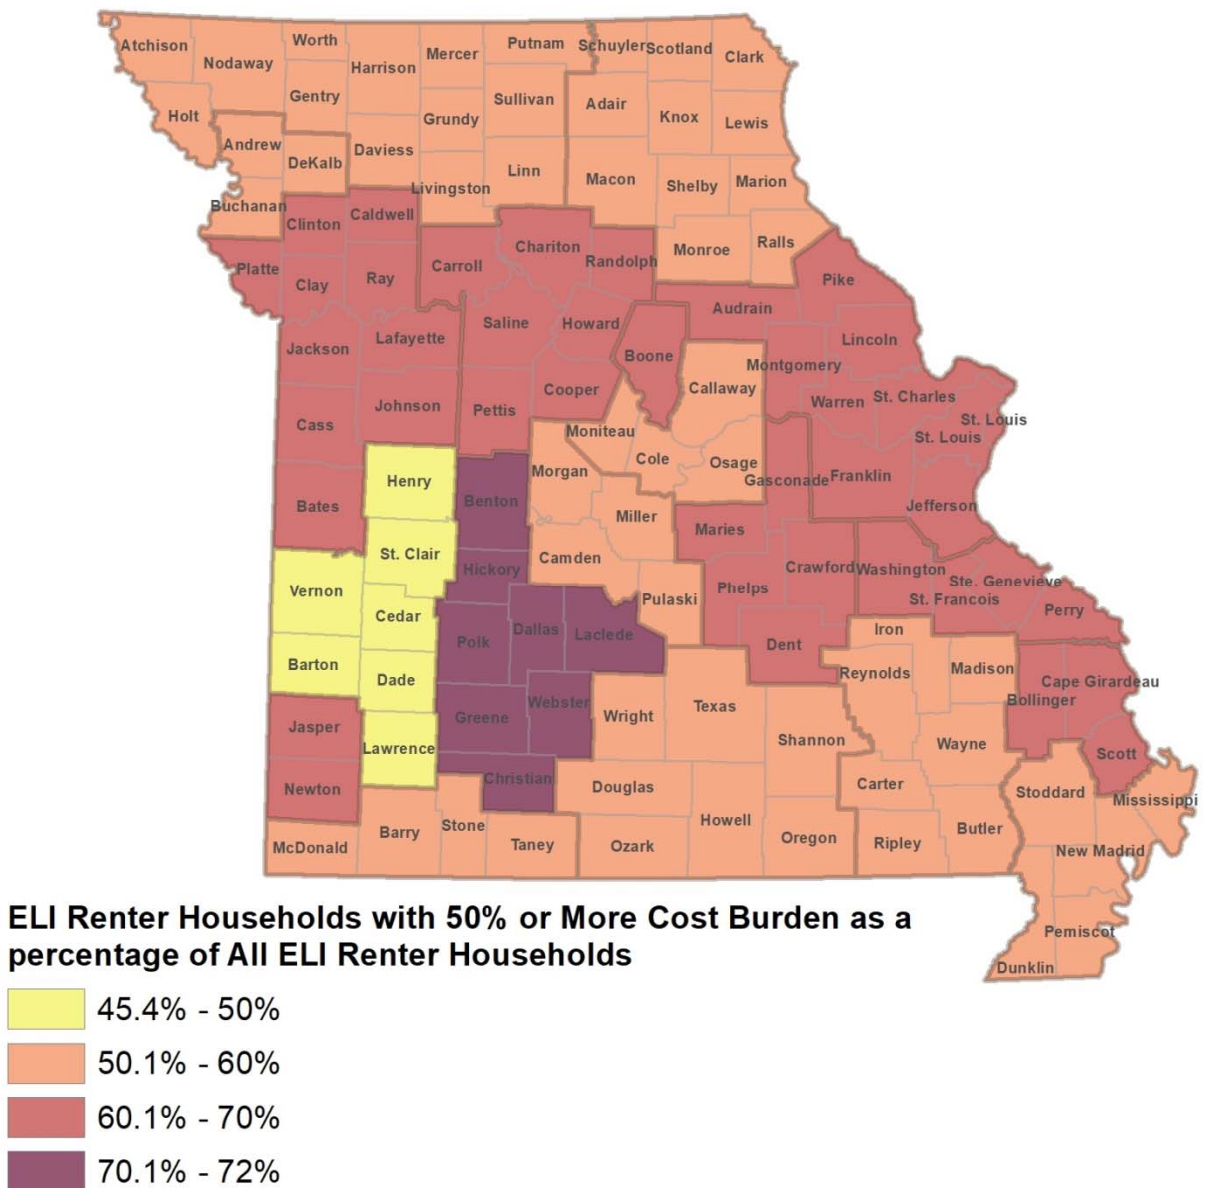 Atchison
Nodaway
Worth
Harrison
Mercer
Putnam
Schuyler
Scotland
Clark
Holt
Gentry
Grundy
Sullivan
Adair
Knox
Lewis
Andrew
DeKalb
Daviess
Livingston
Linn
Macon
Shelby
Marion
Buchanan
Clinton
Caldwell
Chariton
Randolph
Monroe
Ralls
Platte
Clay
Ray
Carroll
Saline
Howard
Audrain
Pike
Jackson
Lafayette
Boone
Montgomery
Lincoln
Cass
Johnson
Pettis
Cooper
Callaway
Warren
St. Charles
St. Louis
St. Louis
Moniteau
Cole
Osage
Gasconade
Franklin
Jefferson
Bates
Henry
Benton
Morgan
Miller
Maries
St. Clair
Hickory
Camden
Phelps
Crawford
Washington
Ste. Genevieve
St. Francois
Perry
Vernon
Cedar
Polk
Dallas
Laclede
Pulaski
Dent
Iron
Madison
Barton
Dade
Greene
Webster
Wright
Texas
Reynolds
Bollinger
Cape Girardeau
Jasper
Lawrence
Christian
Shannon
Wayne
Scott
Newton
Douglas
Carter
Stoddard
Mississippi
McDonald
Barry
Stone
Taney
Ozark
Howell
Oregon
Ripley
Butler
New Madrid
Pemiscot
Dunklin
ELI Renter Households with 50% or More Cost Burden as a
percentage of All ELI Renter Households
45.4% - 50%
50.1% - 60%
60.1% - 70%
70.1% - 72%